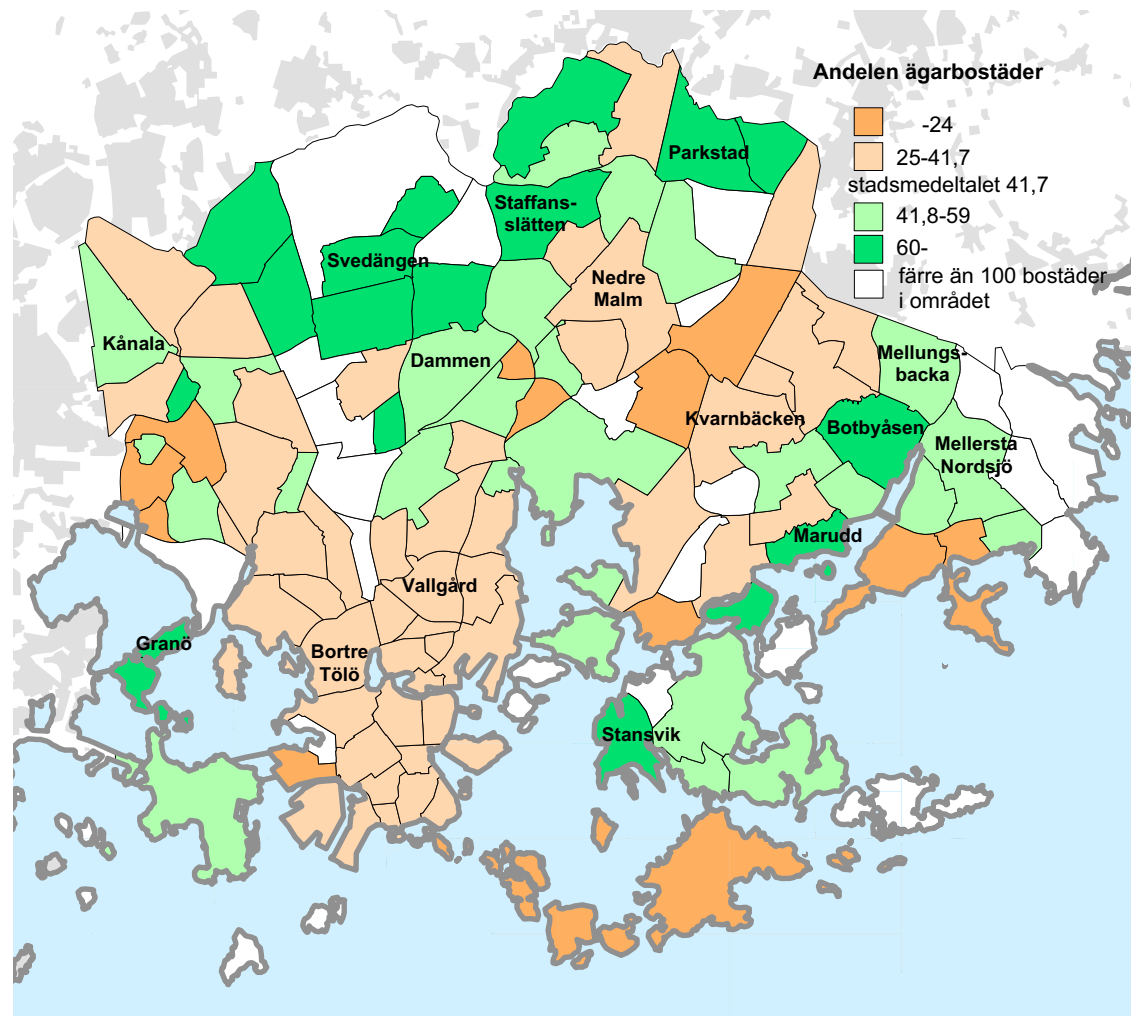 Andelen ägarbostäder
-24
25-41,7
stadsmedeltalet 41,7
41,8-59
60-
färre än 100 bostäder
i området
Parkstad
Staffans-
slätten
Svedängen
Nedre
Malm
Kånala
Dammen
Mellungs-
backa
Kvarnbäcken
Botbyåsen
Mellersta
Nordsjö
Marudd
Vallgård
Granö
Bortre
Tölö
Stansvik